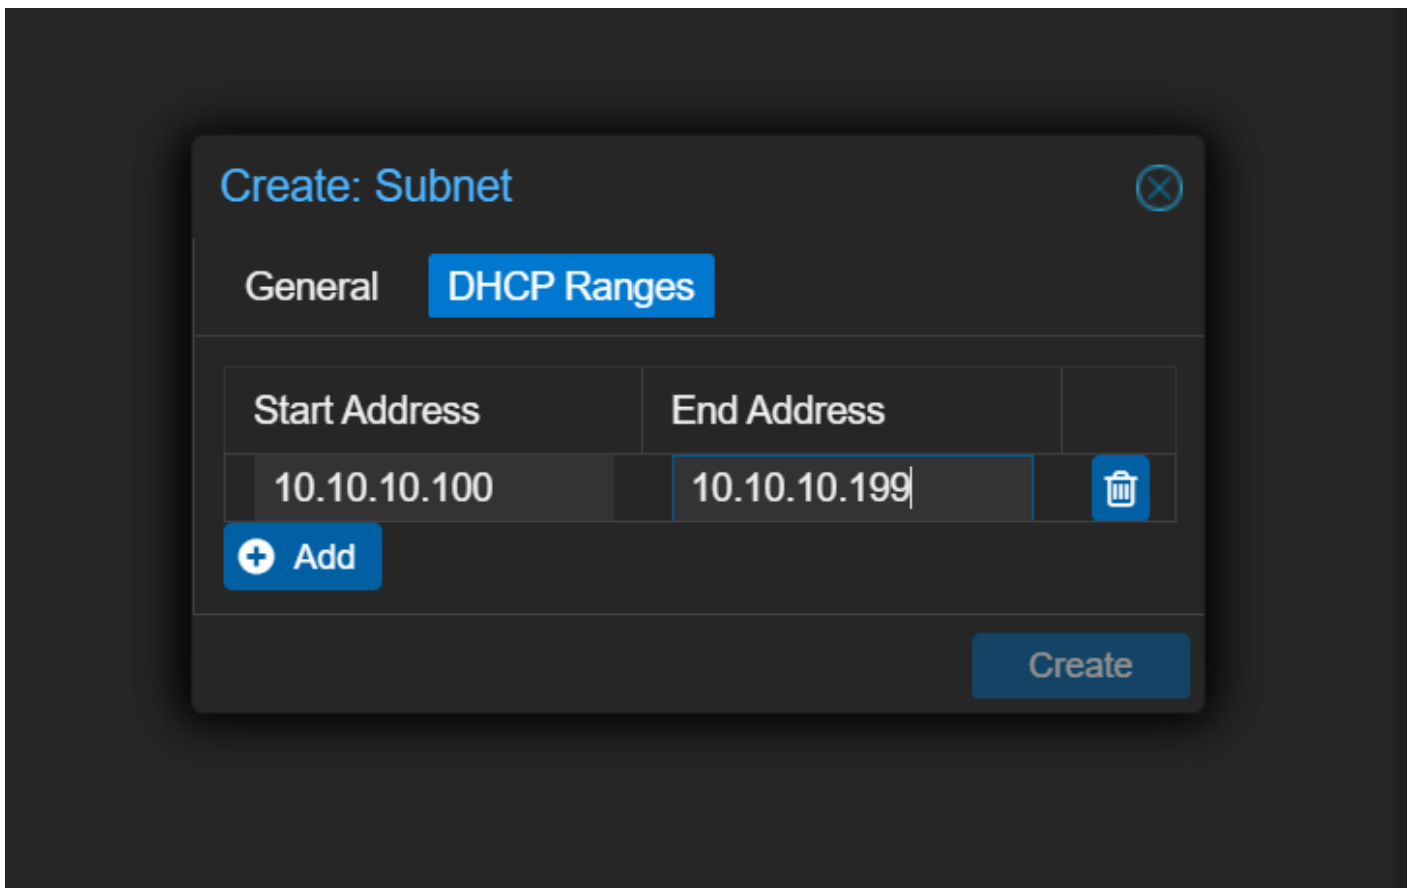 Create: Subnet
General DHCP Ranges
Start Address End Address
10.10.10.100 10.10.10.199
Add
Create